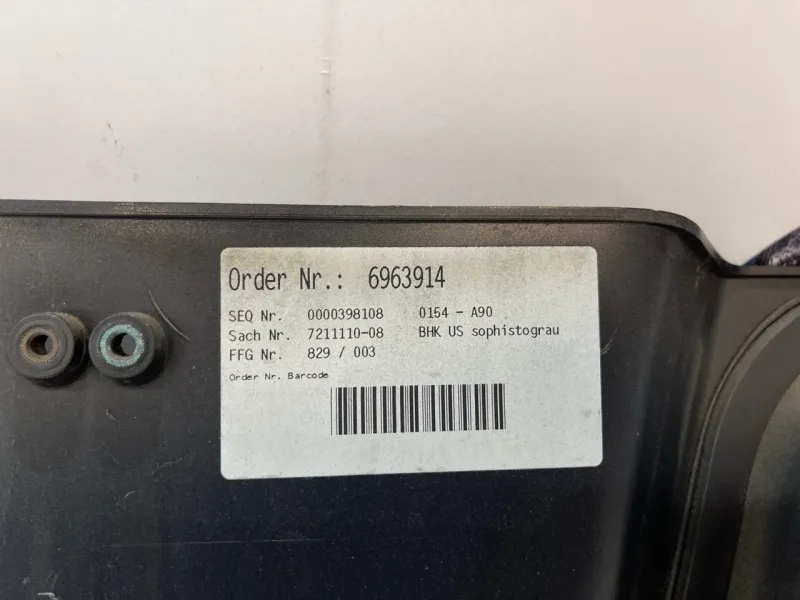 Order Nr.: 6963914
SEQ Nr. 0000398108 0154 - A90
Sach Nr. 7211110-08 BHK US sophistograu
FFG Nr. 829 / 003
Order Nr. Barcode